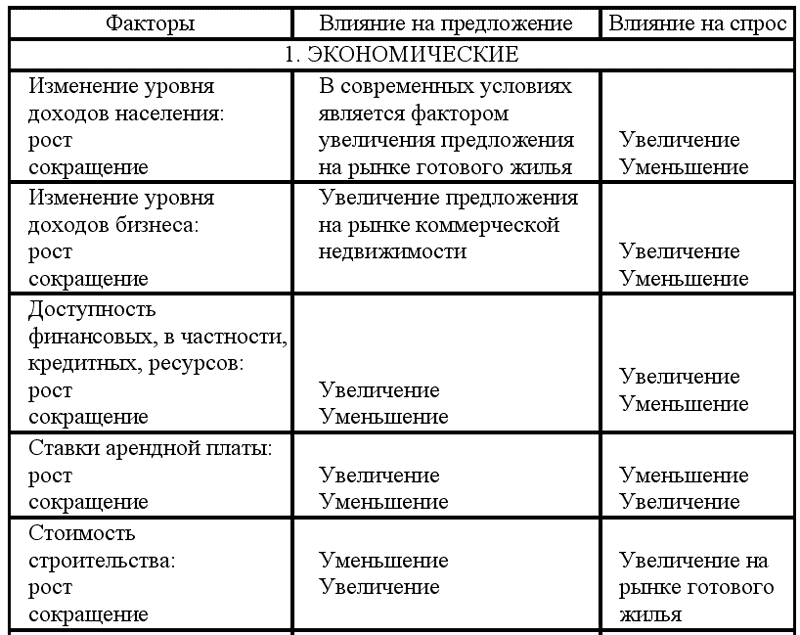 Факторы Влияние на предложение Влияние на спрос
1. ЭКОНОМИЧЕСКИЕ
Изменение уровня
доходов населения:
рост
сокращение
В современных условиях
является фактором
увеличения предложения
на рынке готового жилья
Увеличение
Уменьшение
Изменение уровня
доходов бизнеса:
рост
сокращение
Увеличение предложения
на рынке коммерческой
недвижимости
Увеличение
Уменьшение
Доступность
финансовых, в частности,
кредитных, ресурсов:
рост
сокращение
Увеличение
Уменьшение
Увеличение
Уменьшение
Ставки арендной платы:
рост
сокращение
Увеличение
Уменьшение
Уменьшение
Увеличение
Стоимость
строительства:
рост
сокращение
Уменьшение
Увеличение
Увеличение на
рынке готового
жилья